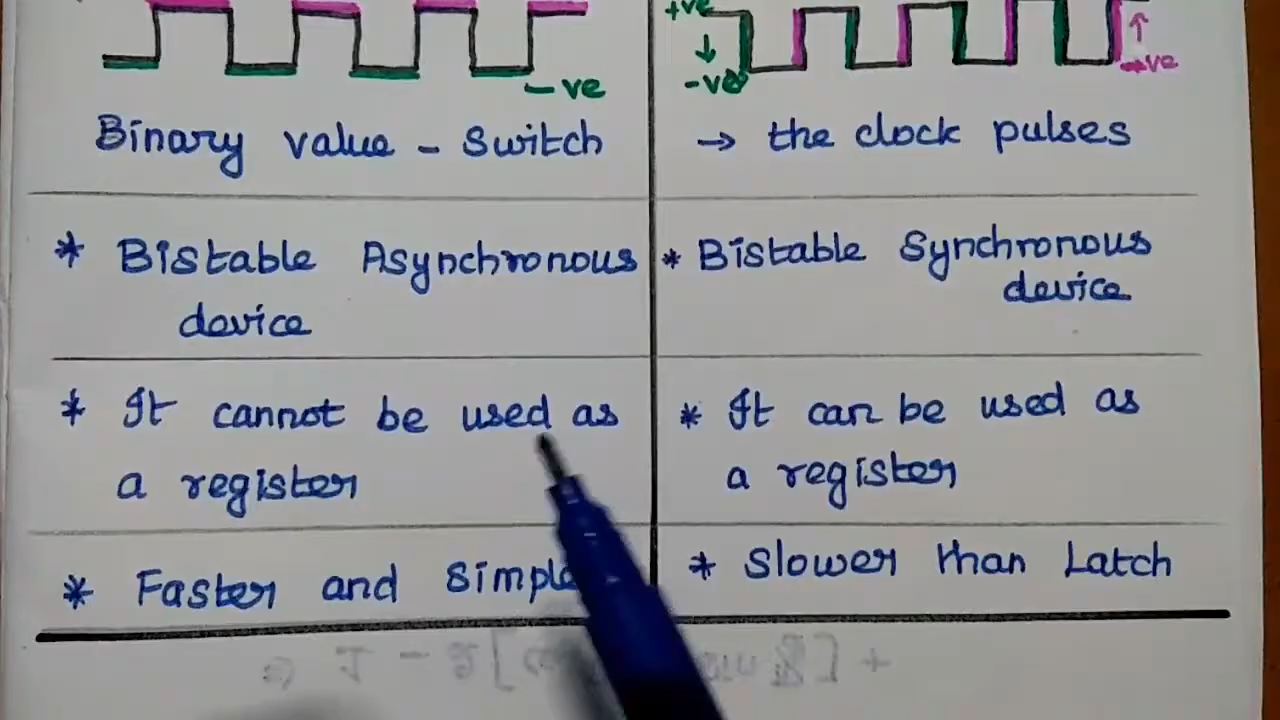 +ve
-ve
-ve
+ve
Binary value - Switch
→ the clock pulses
* Bistable Asynchronous
device
* Bistable Synchronous
device
* It cannot be used as
a register
* It can be used as
a register
* Faster and Simple
* Slower than Latch